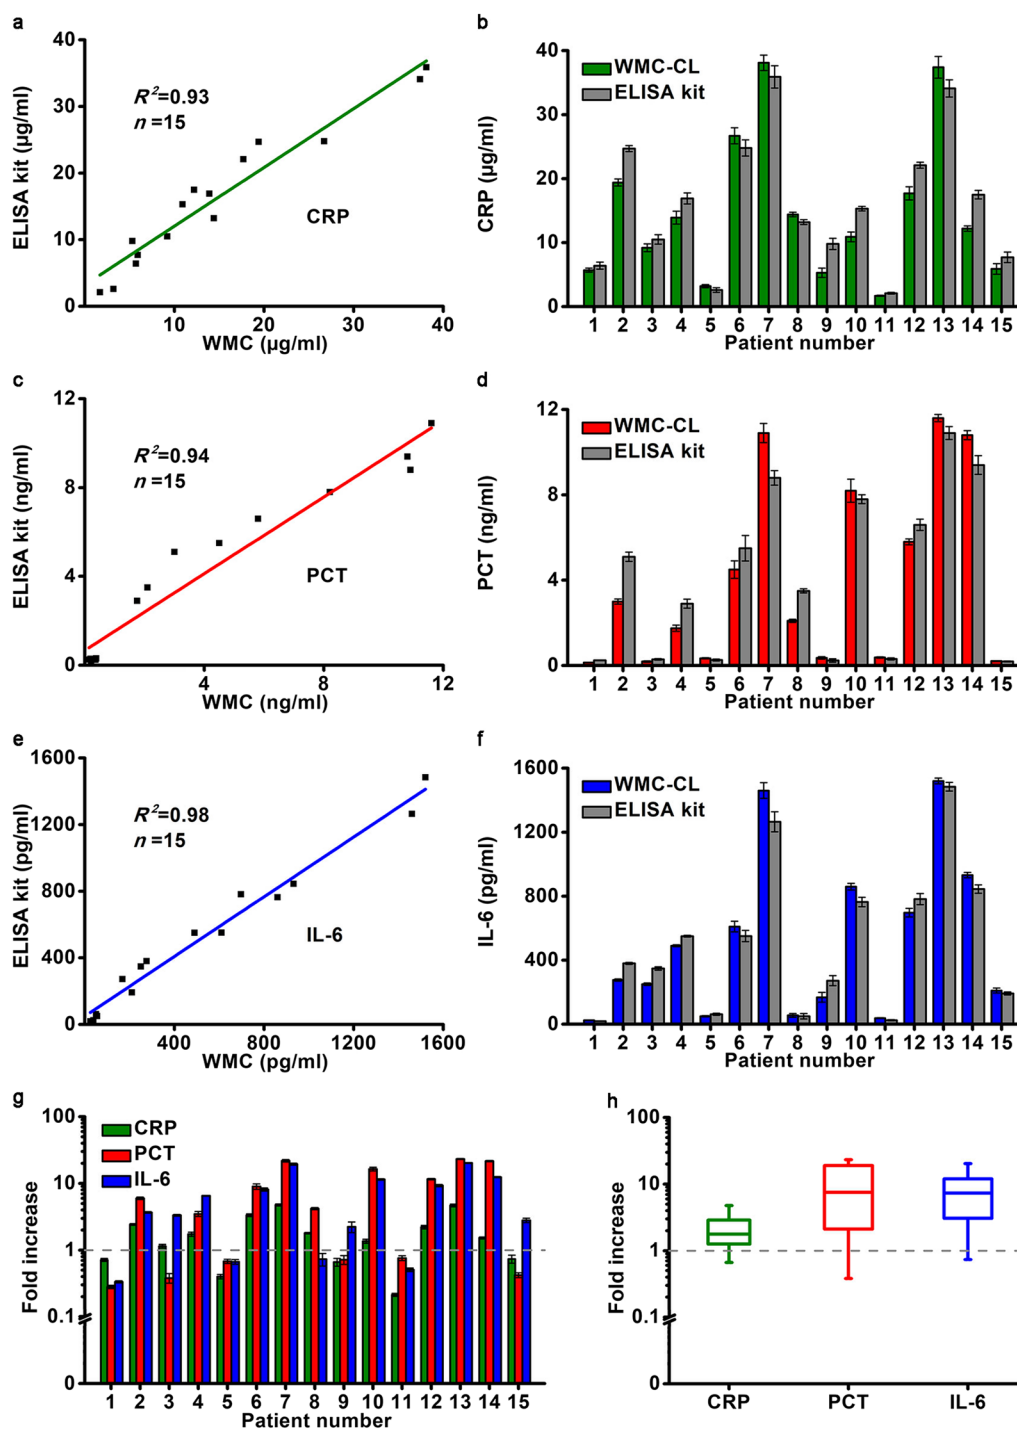 a
ELISA kit (μg/ml)
40
30
20
10
0
R²=0.93
n=15
CRP
10
20
30
40
WMC (μg/ml)
b
CRP (μg/ml)
40
30
20
10
0
WMC-CL
ELISA kit
1 2 3 4 5 6 7 8 9 10 11 12 13 14 15
Patient number
c
ELISA kit (ng/ml)
12
8
4
0
R²=0.94
n=15
PCT
4
8
12
WMC (ng/ml)
d
PCT (ng/ml)
12
8
4
0
WMC-CL
ELISA kit
1 2 3 4 5 6 7 8 9 10 11 12 13 14 15
Patient number
e
ELISA kit (pg/ml)
1600
1200
800
400
0
R²=0.98
n=15
IL-6
400
800
1200
1600
WMC (pg/ml)
f
IL-6 (pg/ml)
1600
1200
800
400
0
WMC-CL
ELISA kit
1 2 3 4 5 6 7 8 9 10 11 12 13 14 15
Patient number
g
Fold increase
100
10
1
0.1
0
CRP
PCT
IL-6
1 2 3 4 5 6 7 8 9 10 11 12 13 14 15
Patient number
h
Fold increase
100
10
1
0.1
0
CRP
PCT
IL-6